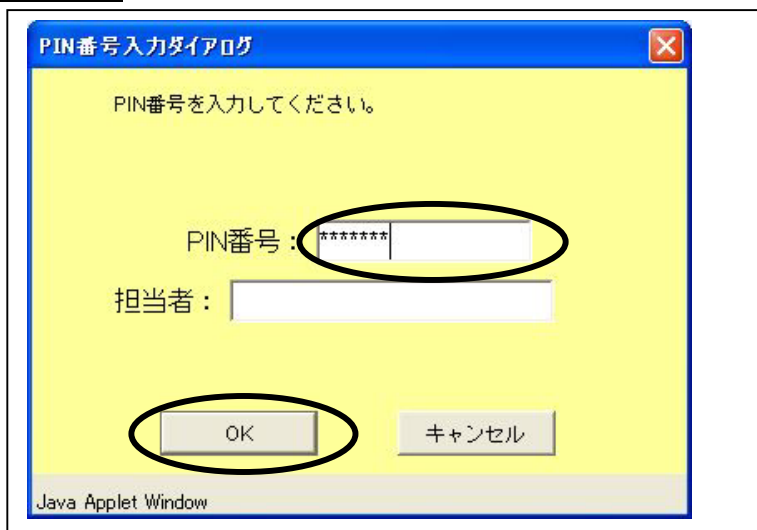 PIN番号入力ダイアログ
PIN番号を入力してください。
PIN番号： *******
担当者：
OK
キャンセル
Java Applet Window